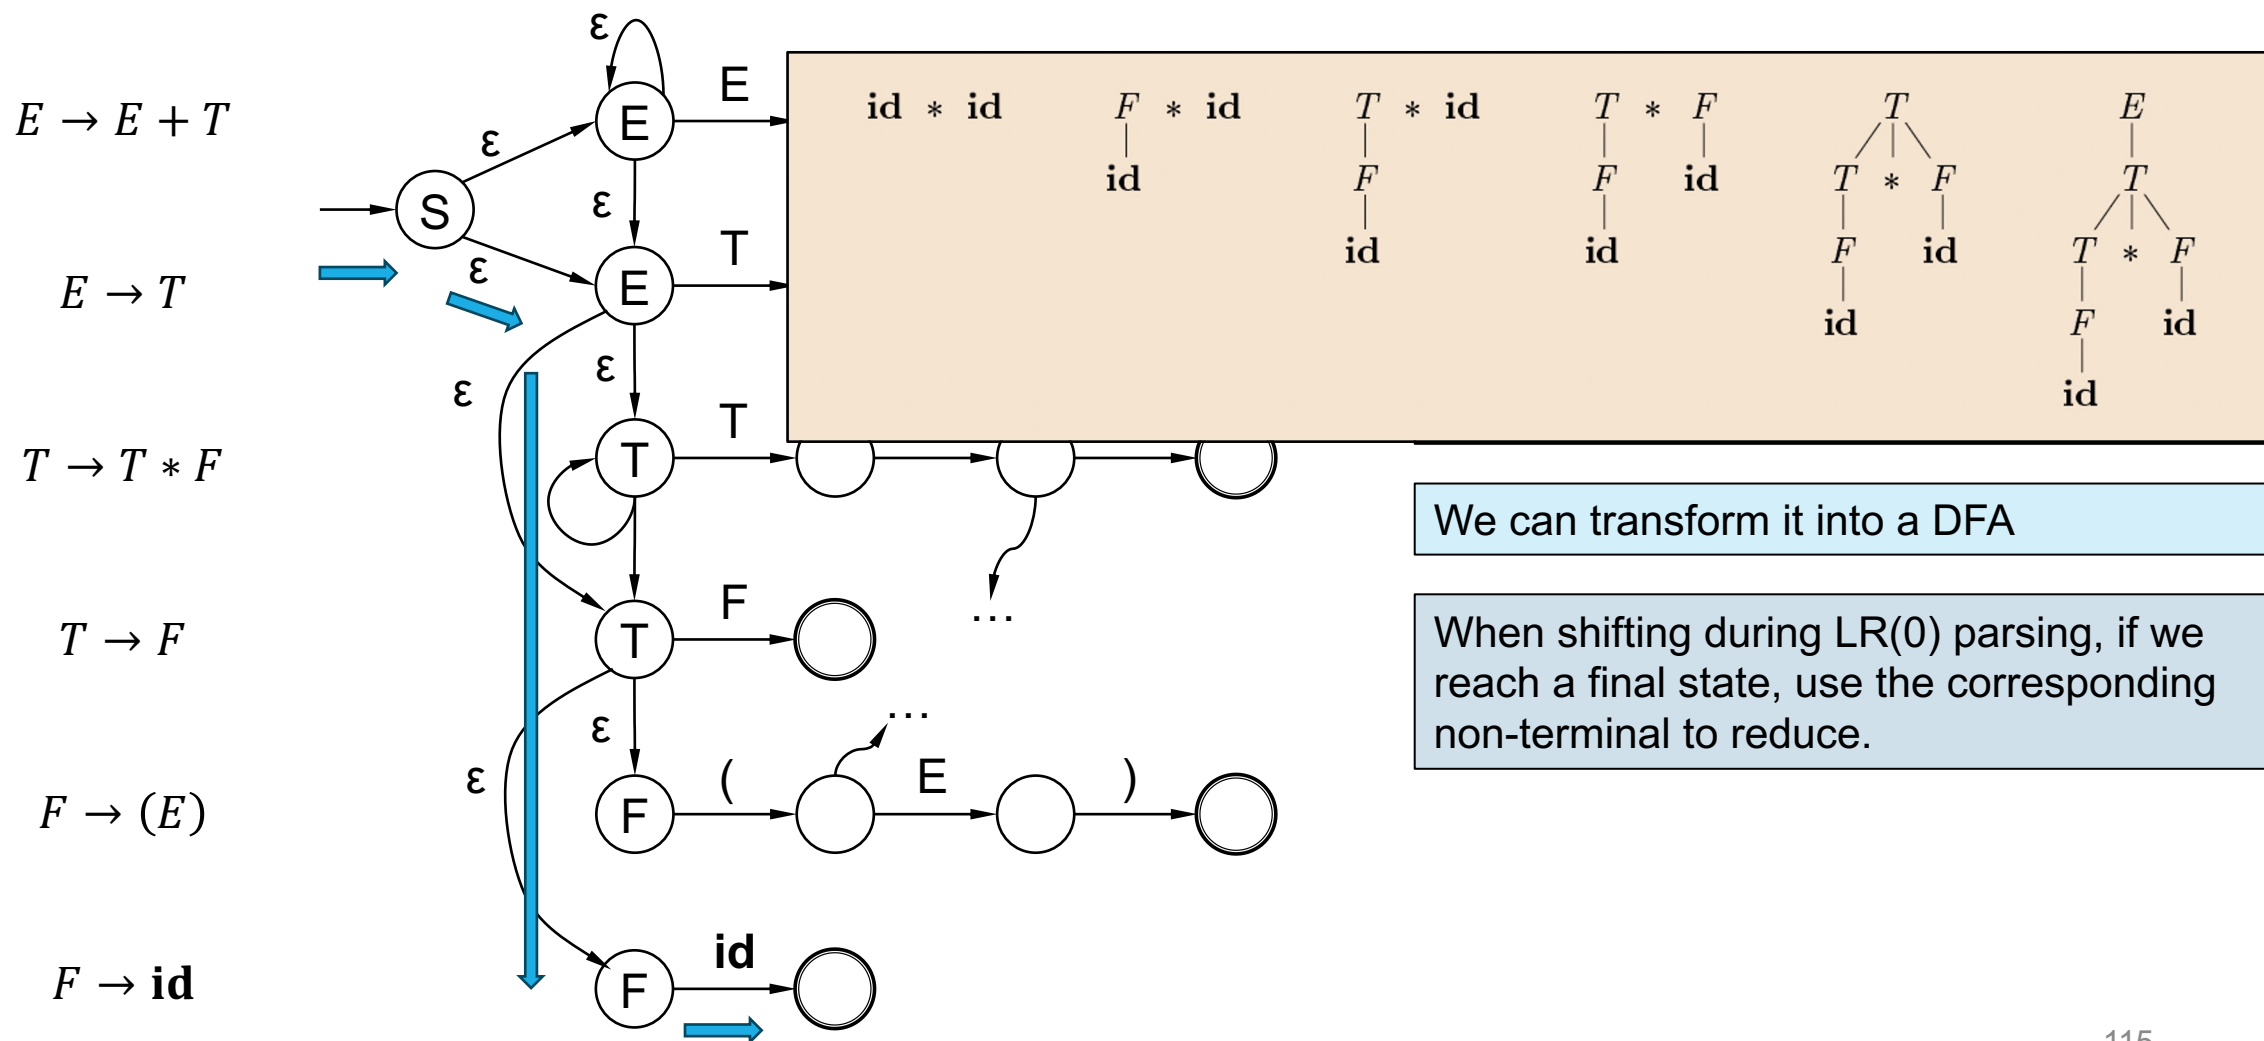 ε
E → E + T
E
E
ε
S
ε
ε
E → T
E
T
ε
ε
ε
T → T * F
T
T
T → F
T
F
…
ε
ε
…
F → (E)
F
(
E
)
F → id
F
id
id * id
F * id
id
T * id
F
id
T * F
F id
id
T
T * F
F id
id
E
T
T * F
F id
id
We can transform it into a DFA
When shifting during LR(0) parsing, if we
reach a final state, use the corresponding
non-terminal to reduce.
115